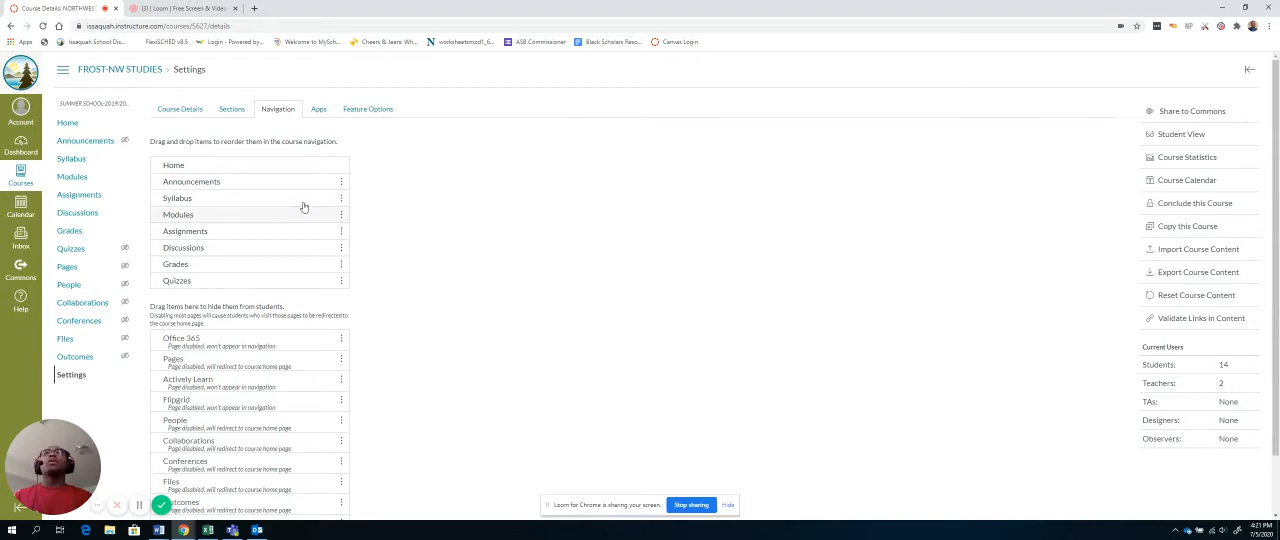 Course Details: NORTHWEST
(3) | Loom | Free Screen & Video
issaquah.instructure.com/courses/5627/details
Apps
Issaquah School Dis...
FlexiSCHED v8.5
Login - Powered by...
Welcome to MySch...
Cheers & Jeers: Wh...
worksheetsmod1_6...
ASB Commissioner
Black Scholars Reso...
Canvas Login
FROST-NW STUDIES › Settings
SUMMER SCHOOL-2019/20...
Account
Dashboard
Courses
Calendar
Inbox
Commons
Help
Home
Announcements
Syllabus
Modules
Assignments
Discussions
Grades
Quizzes
Pages
People
Collaborations
Conferences
Files
Outcomes
Settings
Course Details
Sections
Navigation
Apps
Feature Options
Drag and drop items to reorder them in the course navigation.
Home
Announcements
Syllabus
Modules
Assignments
Discussions
Grades
Quizzes
Drag items here to hide them from students.
Disabling most pages will cause students who visit those pages to be redirected to
the course home page.
Office 365
Page disabled, won't appear in navigation
Pages
Page disabled, will redirect to course home page
Actively Learn
Page disabled, won't appear in navigation
Flipgrid
Page disabled, won't appear in navigation
People
Page disabled, will redirect to course home page
Collaborations
Page disabled, will redirect to course home page
Conferences
Page disabled, will redirect to course home page
Files
Page disabled, will redirect to course home page
utcomes
Share to Commons
Student View
Course Statistics
Course Calendar
Conclude this Course
Copy this Course
Import Course Content
Export Course Content
Reset Course Content
Validate Links in Content
Current Users
Students: 14
Teachers: 2
TAs: None
Designers: None
Observers: None
Loom for Chrome is sharing your screen.
Stop sharing
Hide
4:21 PM
7/5/2020